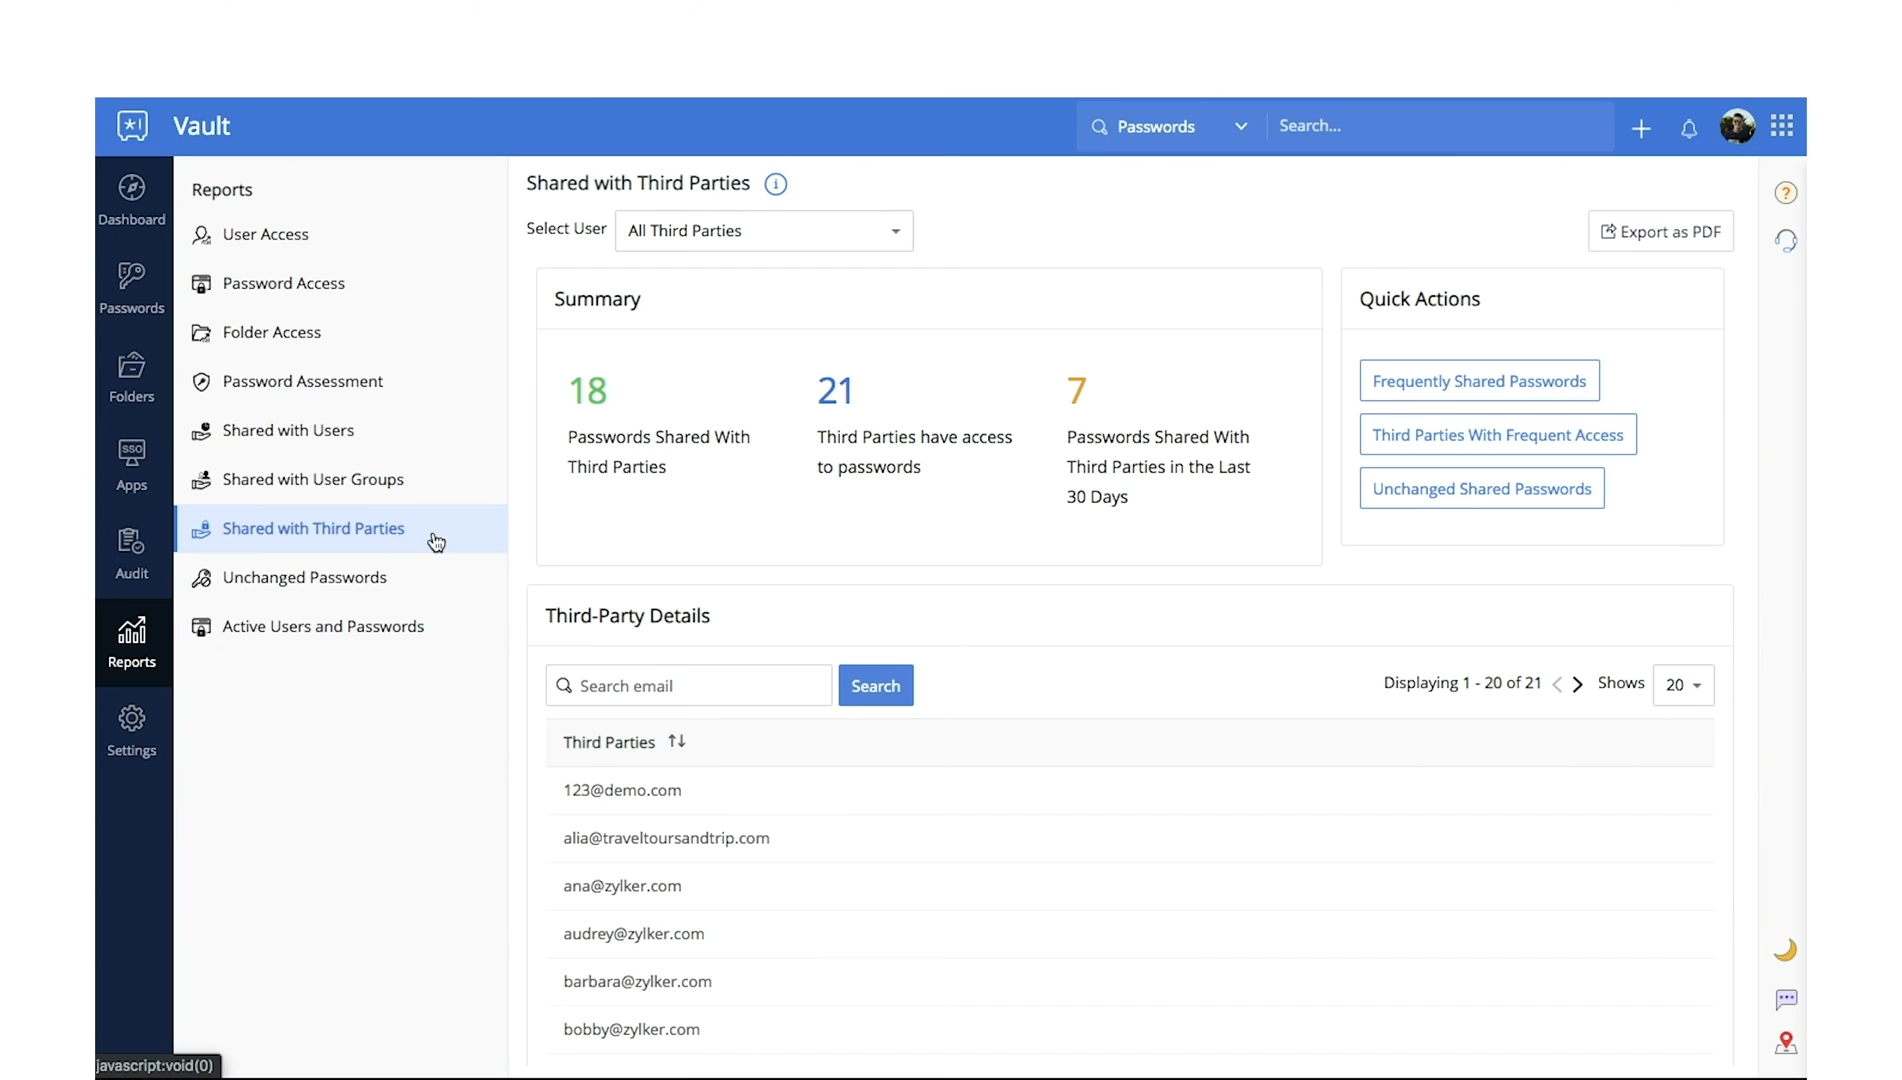 Vault
Passwords
Search...
Dashboard
Passwords
Folders
SSO
Apps
Audit
Reports
Settings
Reports
User Access
Password Access
Folder Access
Password Assessment
Shared with Users
Shared with User Groups
Shared with Third Parties
Unchanged Passwords
Active Users and Passwords
Shared with Third Parties
Select User
All Third Parties
Export as PDF
Summary
18
Passwords Shared With
Third Parties
21
Third Parties have access
to passwords
7
Passwords Shared With
Third Parties in the Last
30 Days
Quick Actions
Frequently Shared Passwords
Third Parties With Frequent Access
Unchanged Shared Passwords
Third-Party Details
Search email
Search
Displaying 1 - 20 of 21
Shows
20
Third Parties
123@demo.com
alia@traveltoursandtrip.com
ana@zylker.com
audrey@zylker.com
barbara@zylker.com
bobby@zylker.com
javascript:void(0)